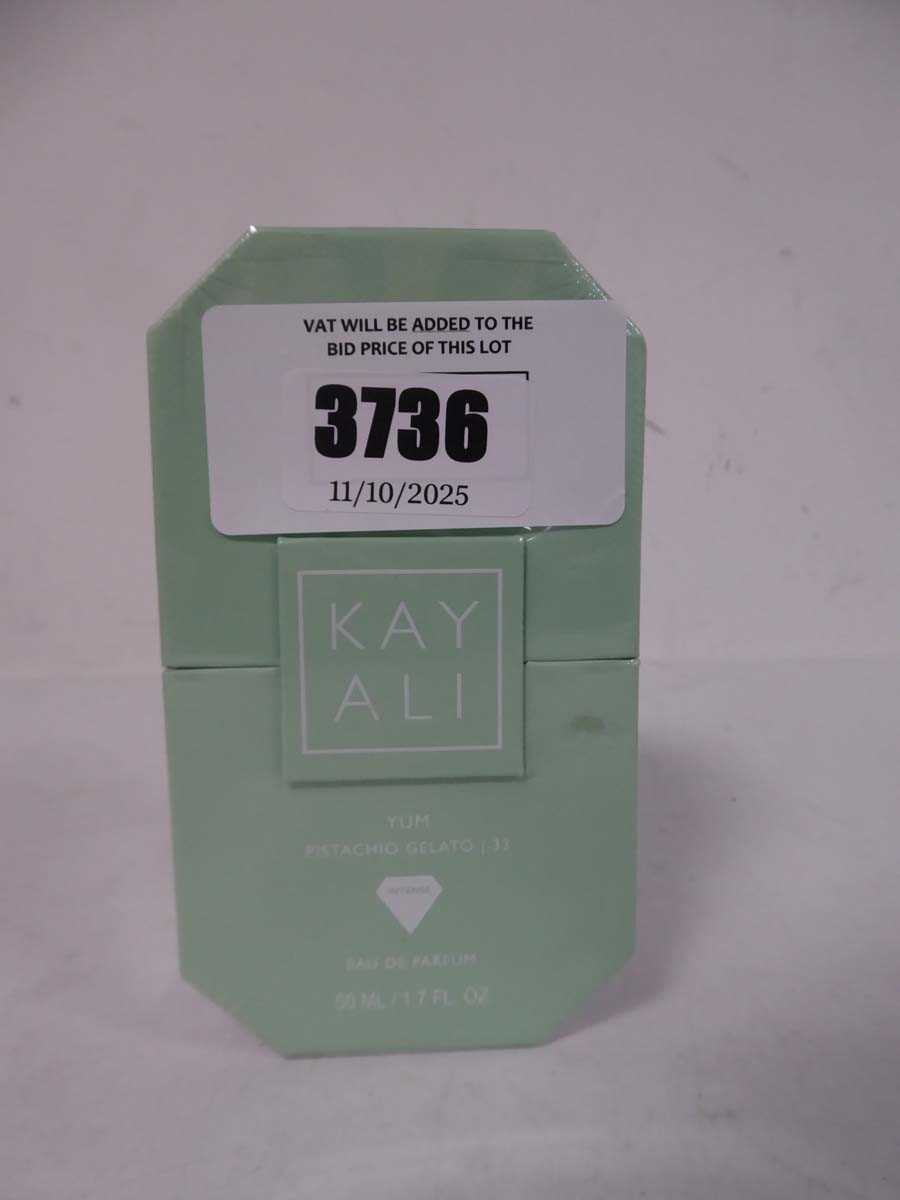 VAT WILL BE ADDED TO THE
BID PRICE OF THIS LOT
3736
11/10/2025
KAY
ALI
YUM
PISTACHIO GELATO | 33
INTENSE
EAU DE PARFUM
50 ML / 1.7 FL. OZ